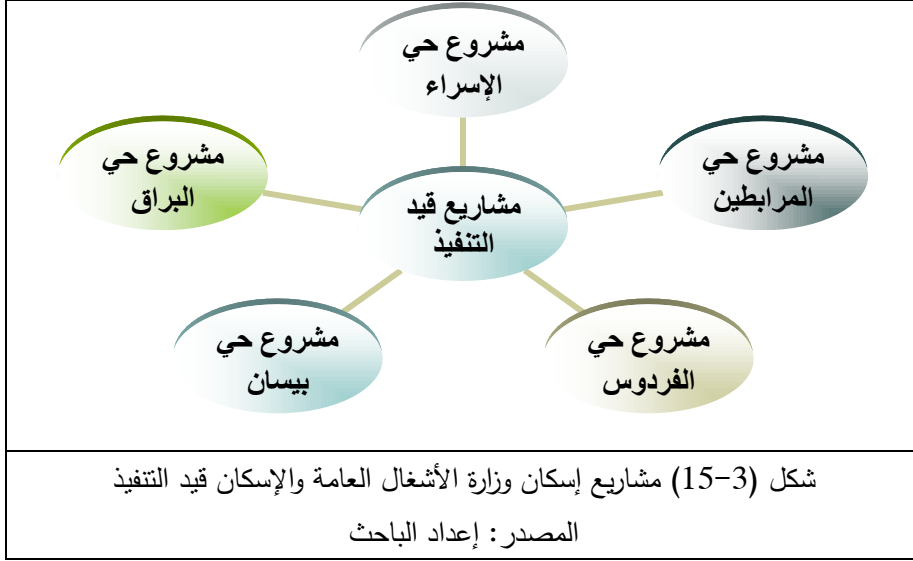 مشروع حي
الإسراء
مشروع حي
المرابطين
مشروع حي
البراق
مشاريع قيد
التنفيذ
مشروع حي
الفردوس
مشروع حي
بيسان
شكل (3-15) مشاريع إسكان وزارة الأشغال العامة والإسكان قيد التنفيذ
المصدر: إعداد الباحث